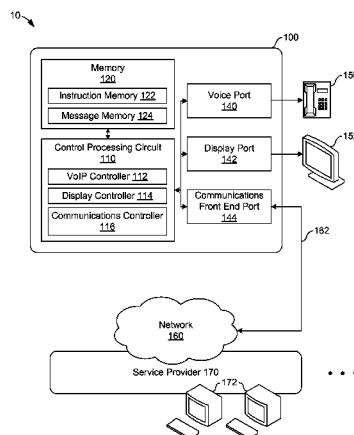 10
100
Memory
120
Instruction Memory 122
Message Memory 124
Control Processing Circuit
110
VoIP Controller 112
Display Controller 114
Communications Controller
116
Voice Port
140
Display Port
142
Communications
Front End Port
144
162
Network
160
Service Provider 170
172